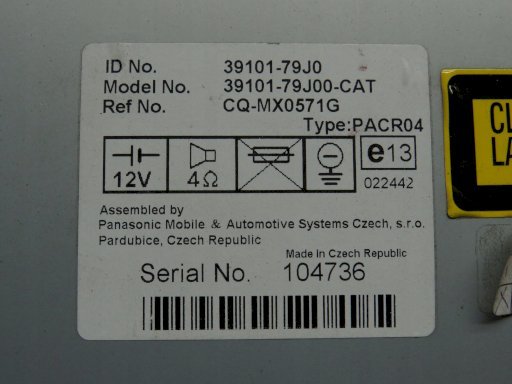 ID No. 39101-79J0
Model No. 39101-79J00-CAT
Ref No. CQ-MX0571G
Type:PACR04
12V 4Ω e13
022442
Assembled by
Panasonic Mobile & Automotive Systems Czech, s.r.o.
Pardubice, Czech Republic
Made in Czech Republic
Serial No. 104736